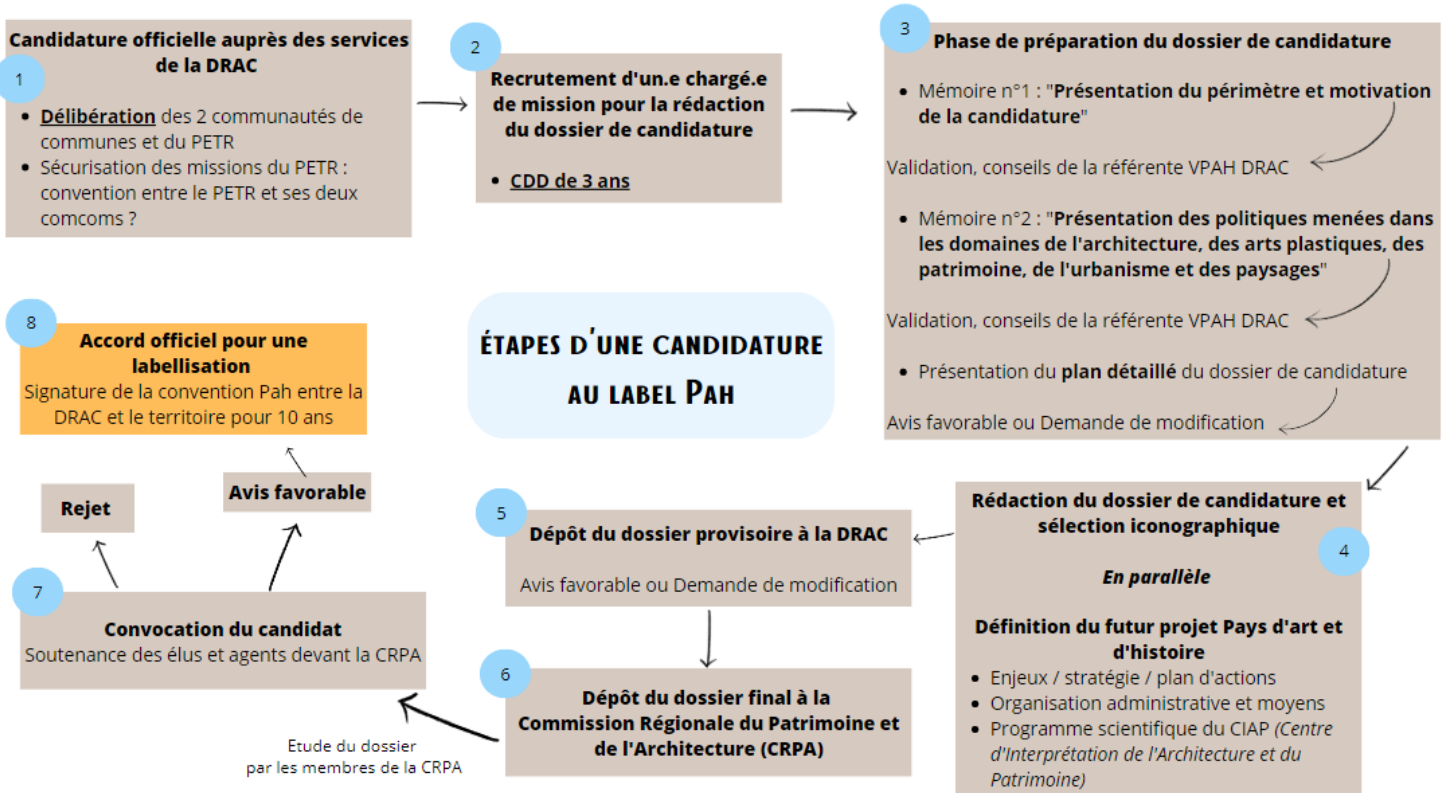 1
Candidature officielle auprès des services
de la DRAC
• Délibération des 2 communautés de
communes et du PETR
• Sécurisation des missions du PETR :
convention entre le PETR et ses deux
comcoms ?
2
Recrutement d'un.e chargé.e
de mission pour la rédaction
du dossier de candidature
• CDD de 3 ans
3
Phase de préparation du dossier de candidature
• Mémoire n°1 : "Présentation du périmètre et motivation
de la candidature"
Validation, conseils de la référente VPAH DRAC
• Mémoire n°2 : "Présentation des politiques menées dans
les domaines de l'architecture, des arts plastiques, des
patrimoine, de l'urbanisme et des paysages"
Validation, conseils de la référente VPAH DRAC
• Présentation du plan détaillé du dossier de candidature
Avis favorable ou Demande de modification
ÉTAPES D'UNE CANDIDATURE
AU LABEL PAH
4
Rédaction du dossier de candidature et
sélection iconographique
En parallèle
Définition du futur projet Pays d'art et
d'histoire
• Enjeux / stratégie / plan d'actions
• Organisation administrative et moyens
• Programme scientifique du CIAP (Centre
d'Interprétation de l'Architecture et du
Patrimoine)
5
Dépôt du dossier provisoire à la DRAC
Avis favorable ou Demande de modification
6
Dépôt du dossier final à la
Commission Régionale du Patrimoine et
de l'Architecture (CRPA)
Etude du dossier
par les membres de la CRPA
7
Convocation du candidat
Soutenance des élus et agents devant la CRPA
Rejet
Avis favorable
8
Accord officiel pour une
labellisation
Signature de la convention Pah entre la
DRAC et le territoire pour 10 ans